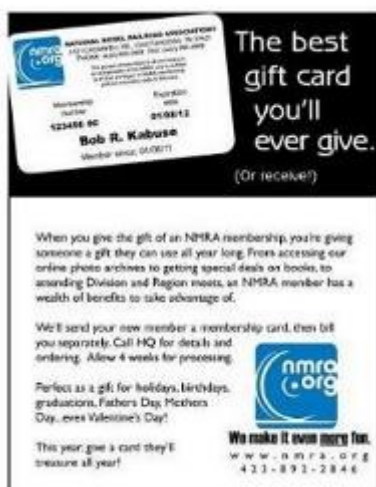 nmra
.org
NATIONAL MODEL RAILROAD ASSOCIATION
Membership
number
Expiration
date
123456 00
01/08/12
Bob R. Kabuse
Member since: 01/08/11
The best
gift card
you'll
ever give.
(Or receive!)
When you give the gift of an NMRA membership, you're giving
someone a gift they can use all year long. From accessing our
online photo archives to getting special deals on books, to
attending Division and Region meets, an NMRA member has a
wealth of benefits to take advantage of.
We'll send your new member a membership card, then bill
you separately. Call HQ for details and
ordering. Allow 4 weeks for processing.
Perfect as a gift for holidays, birthdays,
graduations, Fathers Day, Mothers
Day...even Valentine's Day!
This year, give a card they'll
treasure all year!
nmra
.org
We make it even more fun.
www.nmra.org
423-892-2846